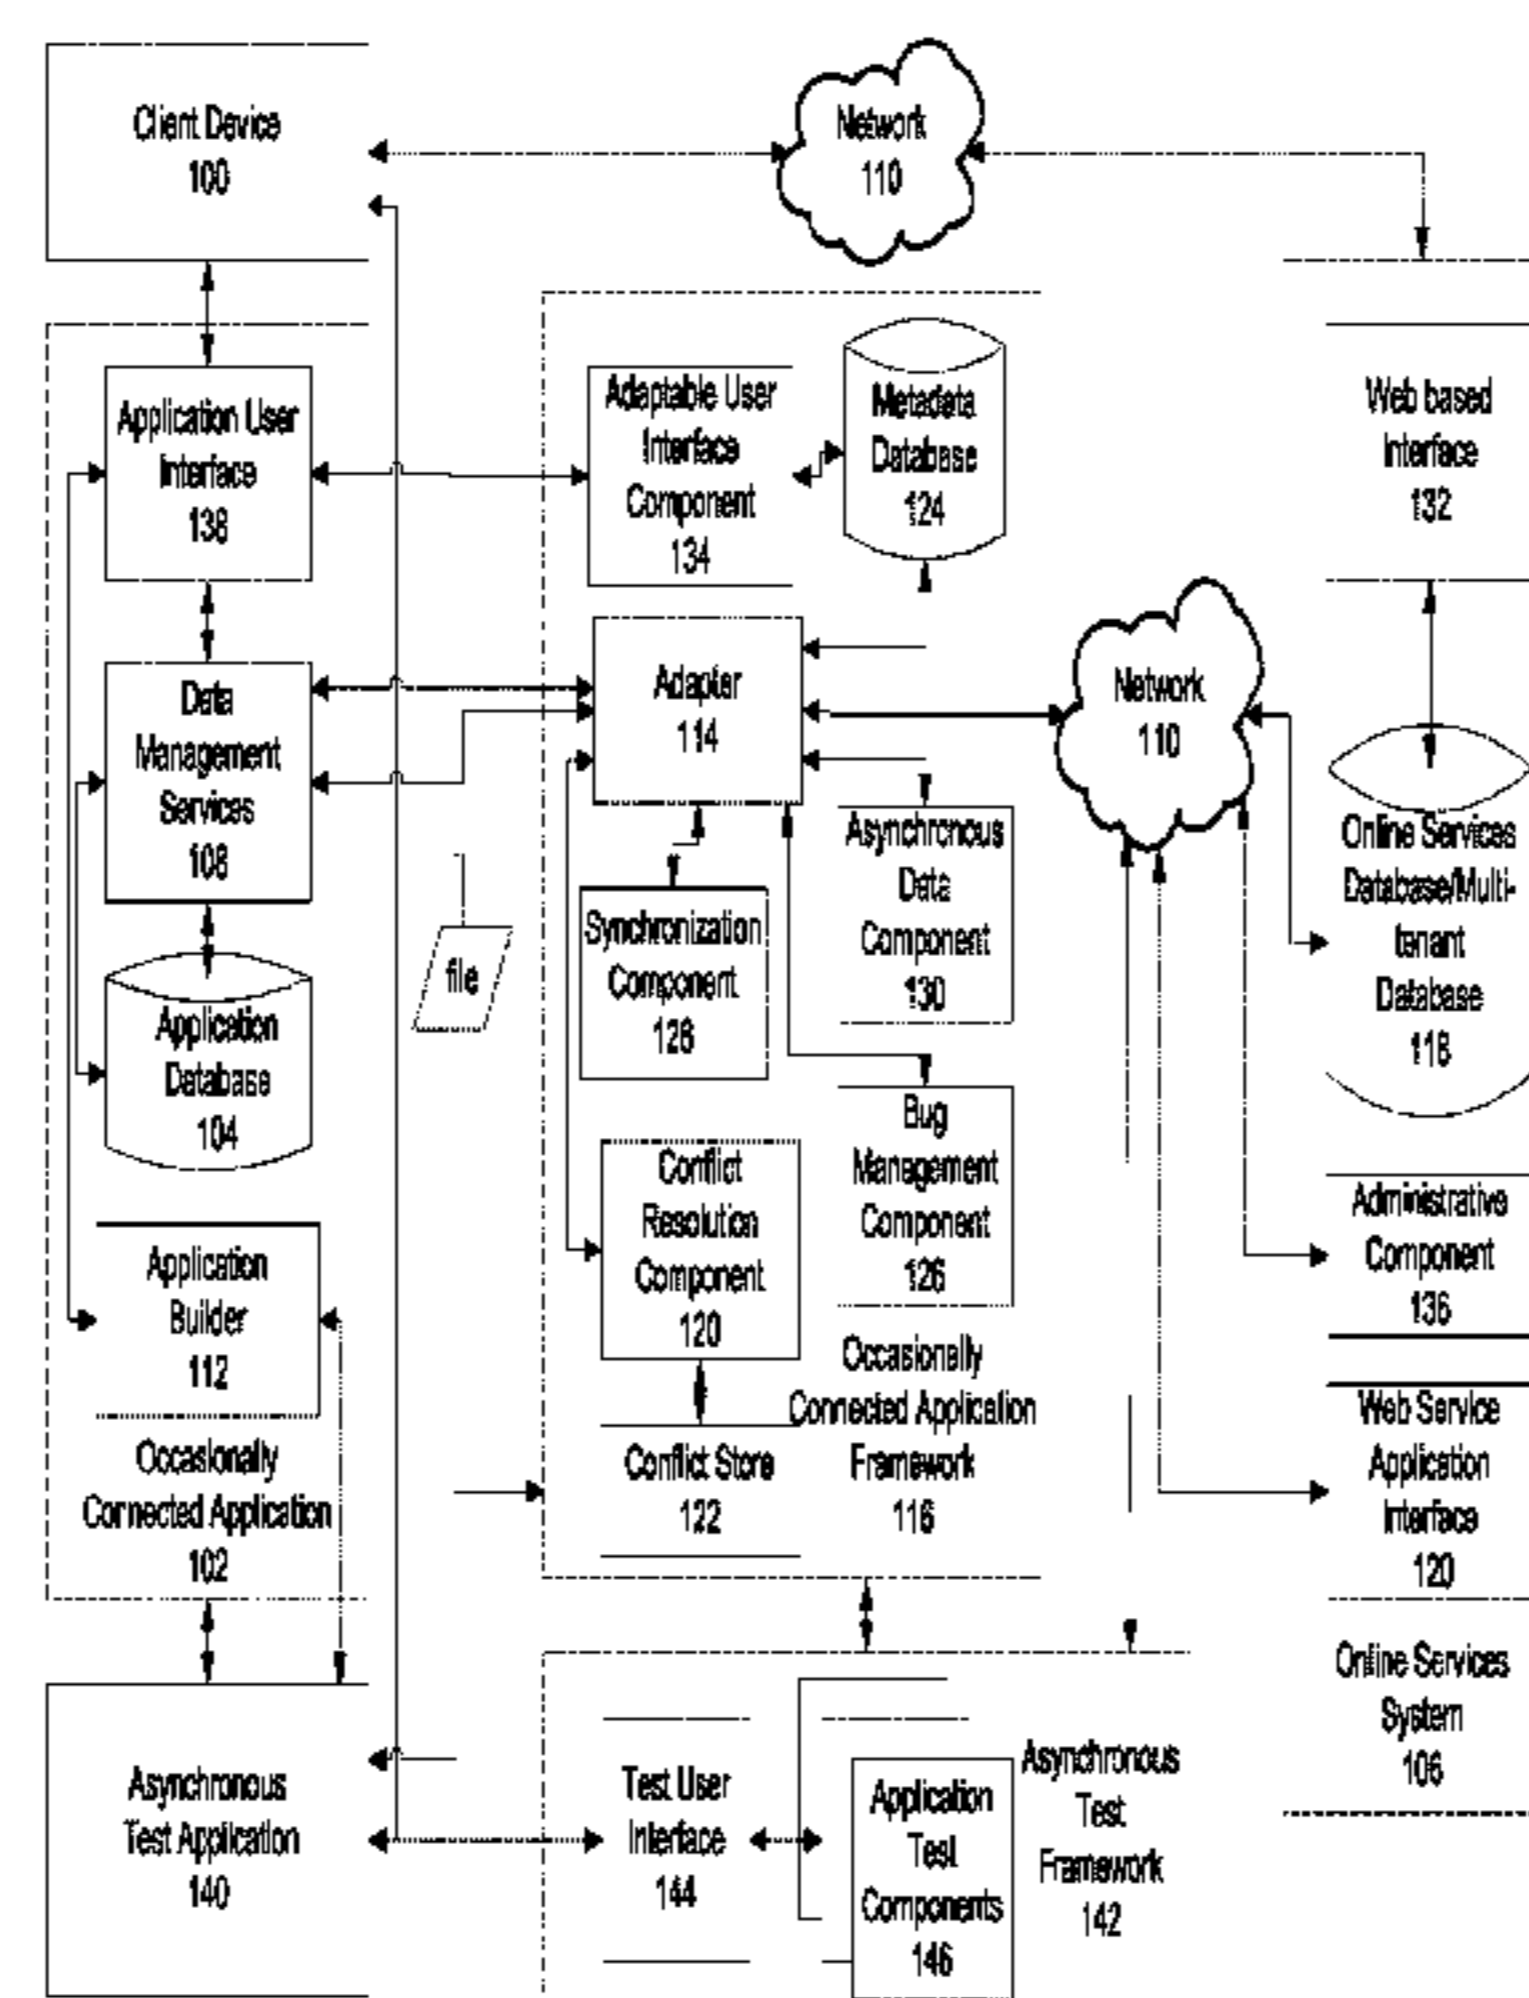 Client Device
100
Network
110
Application User
Interface
138
Adaptable User
Interface
Component
134
Metadata
Database
124
Web based
Interface
132
Data
Management
Services
108
Adapter
114
Network
110
Online Services
Database/Multi-
tenant
Database
118
Asynchronous
Data
Component
130
Synchronization
Component
128
file
Application
Database
104
Conflict
Resolution
Component
120
Bug
Management
Component
126
Administrative
Component
136
Application
Builder
112
Occasionally
Connected Application
102
Conflict Store
122
Occasionally
Connected Application
Framework
116
Web Service
Application
Interface
120
Online Services
System
106
Asynchronous
Test Application
140
Test User
Interface
144
Application
Test
Components
146
Asynchronous
Test
Framework
142